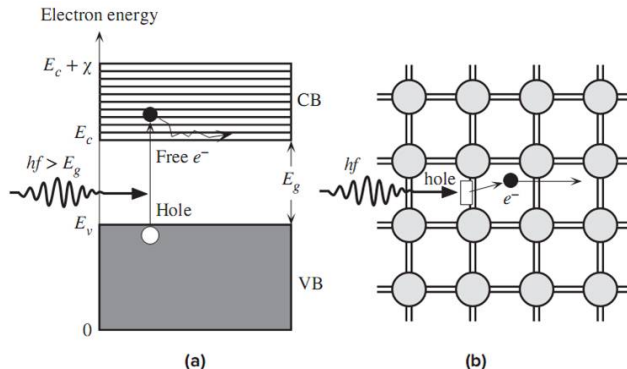 Electron energy
E_c + χ
CB
E_c
Free e⁻
hf > E_g
E_g
Hole
E_v
VB
0
(a)
hf
hole
e⁻
(b)